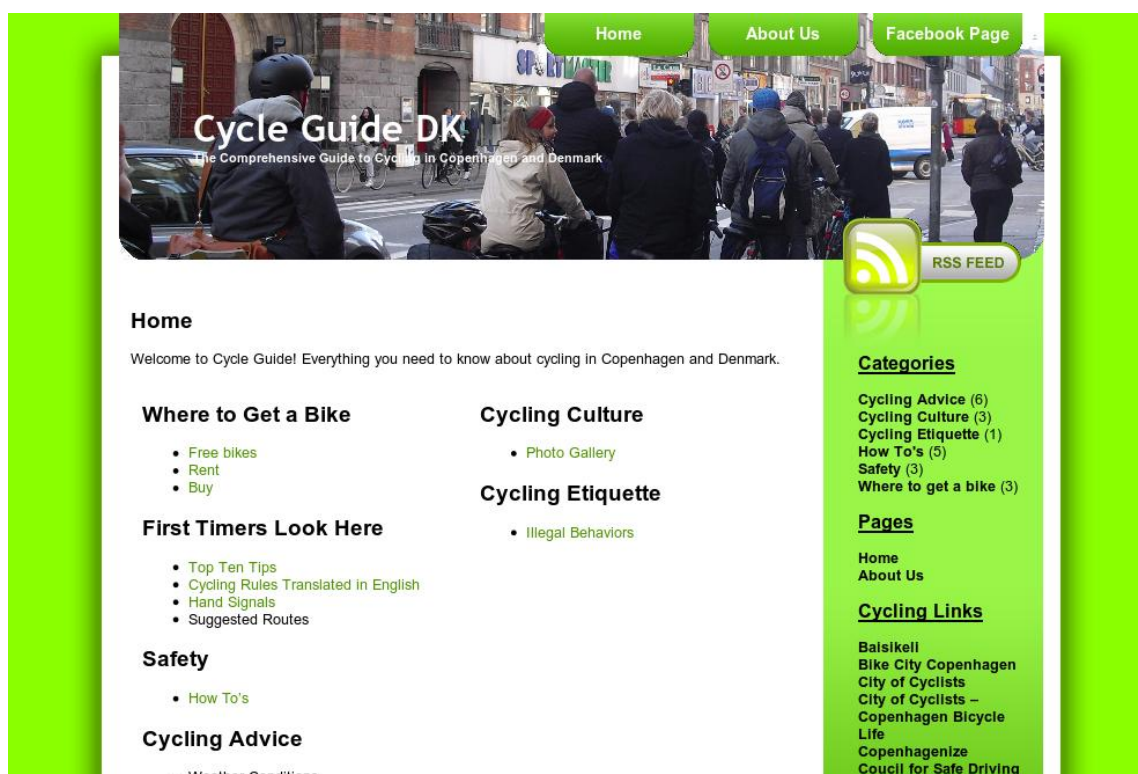 Home
About Us
Facebook Page
SPORTMASTER
Cycle Guide DK
The Comprehensive Guide to Cycling in Copenhagen and Denmark
RSS FEED
Home
Welcome to Cycle Guide! Everything you need to know about cycling in Copenhagen and Denmark.
Where to Get a Bike
Free bikes
Rent
Buy
First Timers Look Here
Top Ten Tips
Cycling Rules Translated in English
Hand Signals
Suggested Routes
Safety
How To's
Cycling Advice
Weather Conditions
Cycling Culture
Photo Gallery
Cycling Etiquette
Illegal Behaviors
Categories
Cycling Advice (6)
Cycling Culture (3)
Cycling Etiquette (1)
How To's (5)
Safety (3)
Where to get a bike (3)
Pages
Home
About Us
Cycling Links
Baisikeli
Bike City Copenhagen
City of Cyclists
City of Cyclists –
Copenhagen Bicycle
Life
Copenhagenize
Coucil for Safe Driving